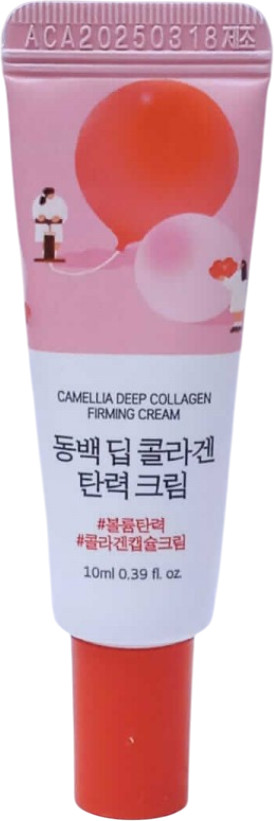 ACA20250318제조
CAMELLIA DEEP COLLAGEN
FIRMING CREAM
동백 딥 콜라겐
탄력 크림
#볼륨탄력
#콜라겐캡슐크림
10ml 0.39 fl. oz.